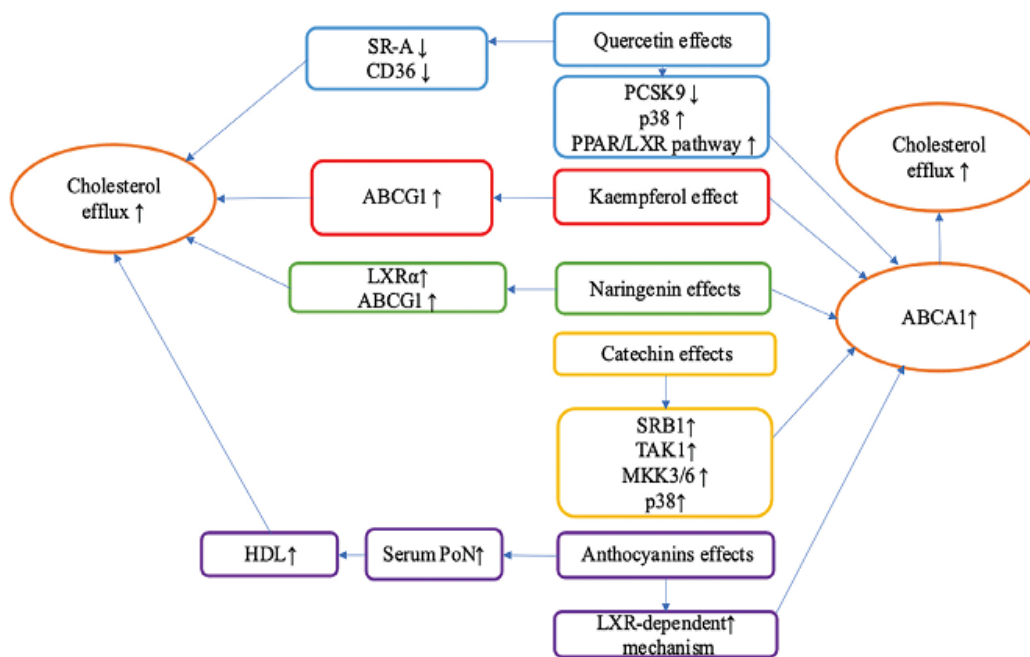 SR-A ↓
CD36 ↓
Quercetin effects
PCSK9 ↓
p38 ↑
PPAR/LXR pathway ↑
Cholesterol
efflux ↑
Cholesterol
efflux ↑
ABCG1 ↑
Kaempferol effect
LXRα↑
ABCG1 ↑
Naringenin effects
ABCA1↑
Catechin effects
SRB1↑
TAK1↑
MKK3/6 ↑
p38↑
HDL↑
Serum PoN↑
Anthocyanins effects
LXR-dependent↑
mechanism